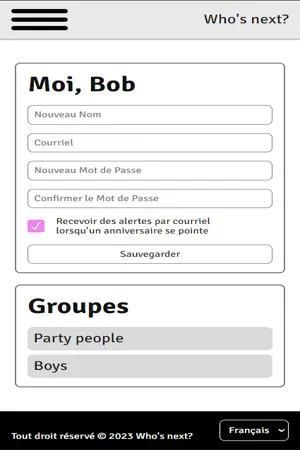 Who's next?
Moi, Bob
Nouveau Nom
Courriel
Nouveau Mot de Passe
Confirmer le Mot de Passe
Recevoir des alertes par courriel
lorsqu'un anniversaire se pointe
Sauvegarder
Groupes
Party people
Boys
Tout droit réservé © 2023 Who's next?
Français